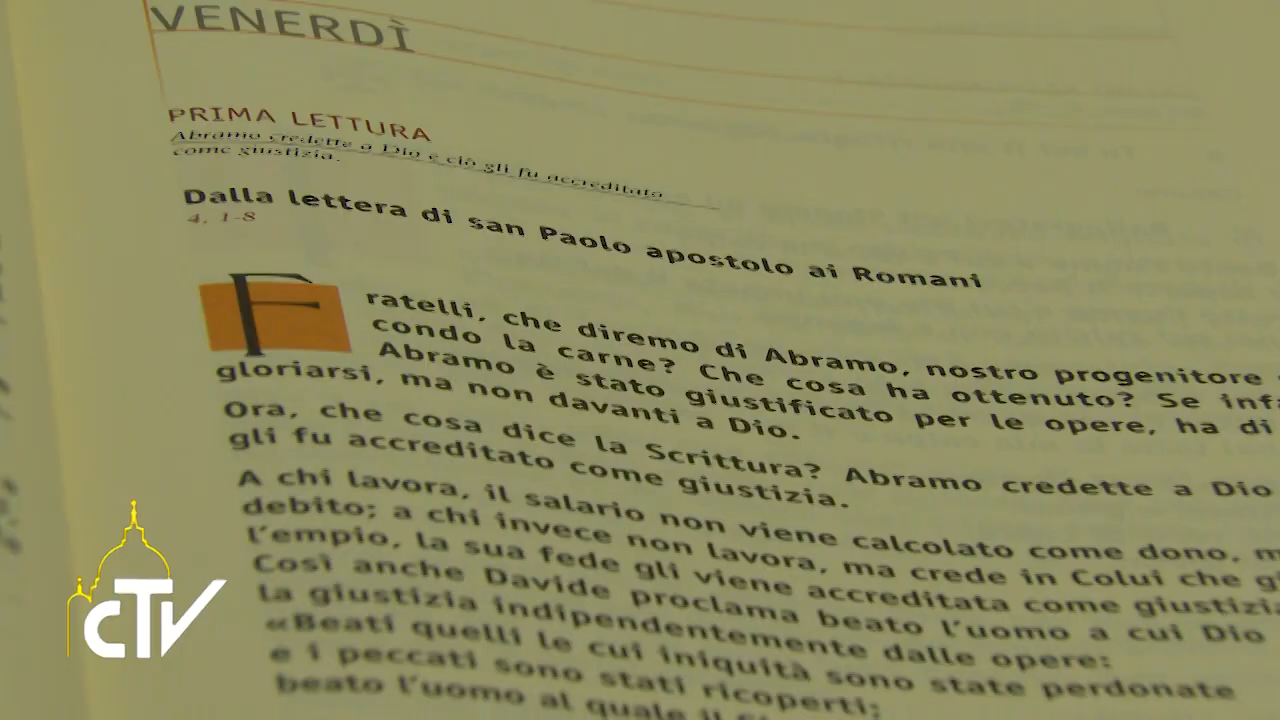 VENERDÌ
PRIMA LETTURA
Abramo credette a Dio e ciò gli fu accreditato
come giustizia.
Dalla lettera di san Paolo apostolo ai Romani
4, 1-8
Fratelli, che diremo di Abramo, nostro progenitore
condo la carne? Che cosa ha ottenuto? Se infa
Abramo è stato giustificato per le opere, ha di
gloriarsi, ma non davanti a Dio.
Ora, che cosa dice la Scrittura? Abramo credette a Dio
gli fu accreditato come giustizia.
A chi lavora, il salario non viene calcolato come dono, m
debito; a chi invece non lavora, ma crede in Colui che gi
l'empio, la sua fede gli viene accreditata come giustizia
Così anche Davide proclama beato l'uomo a cui Dio
la giustizia indipendentemente dalle opere:
«Beati quelli le cui iniquità sono state perdonate
e i peccati sono stati ricoperti;
beato l'uomo al quale il
CTV